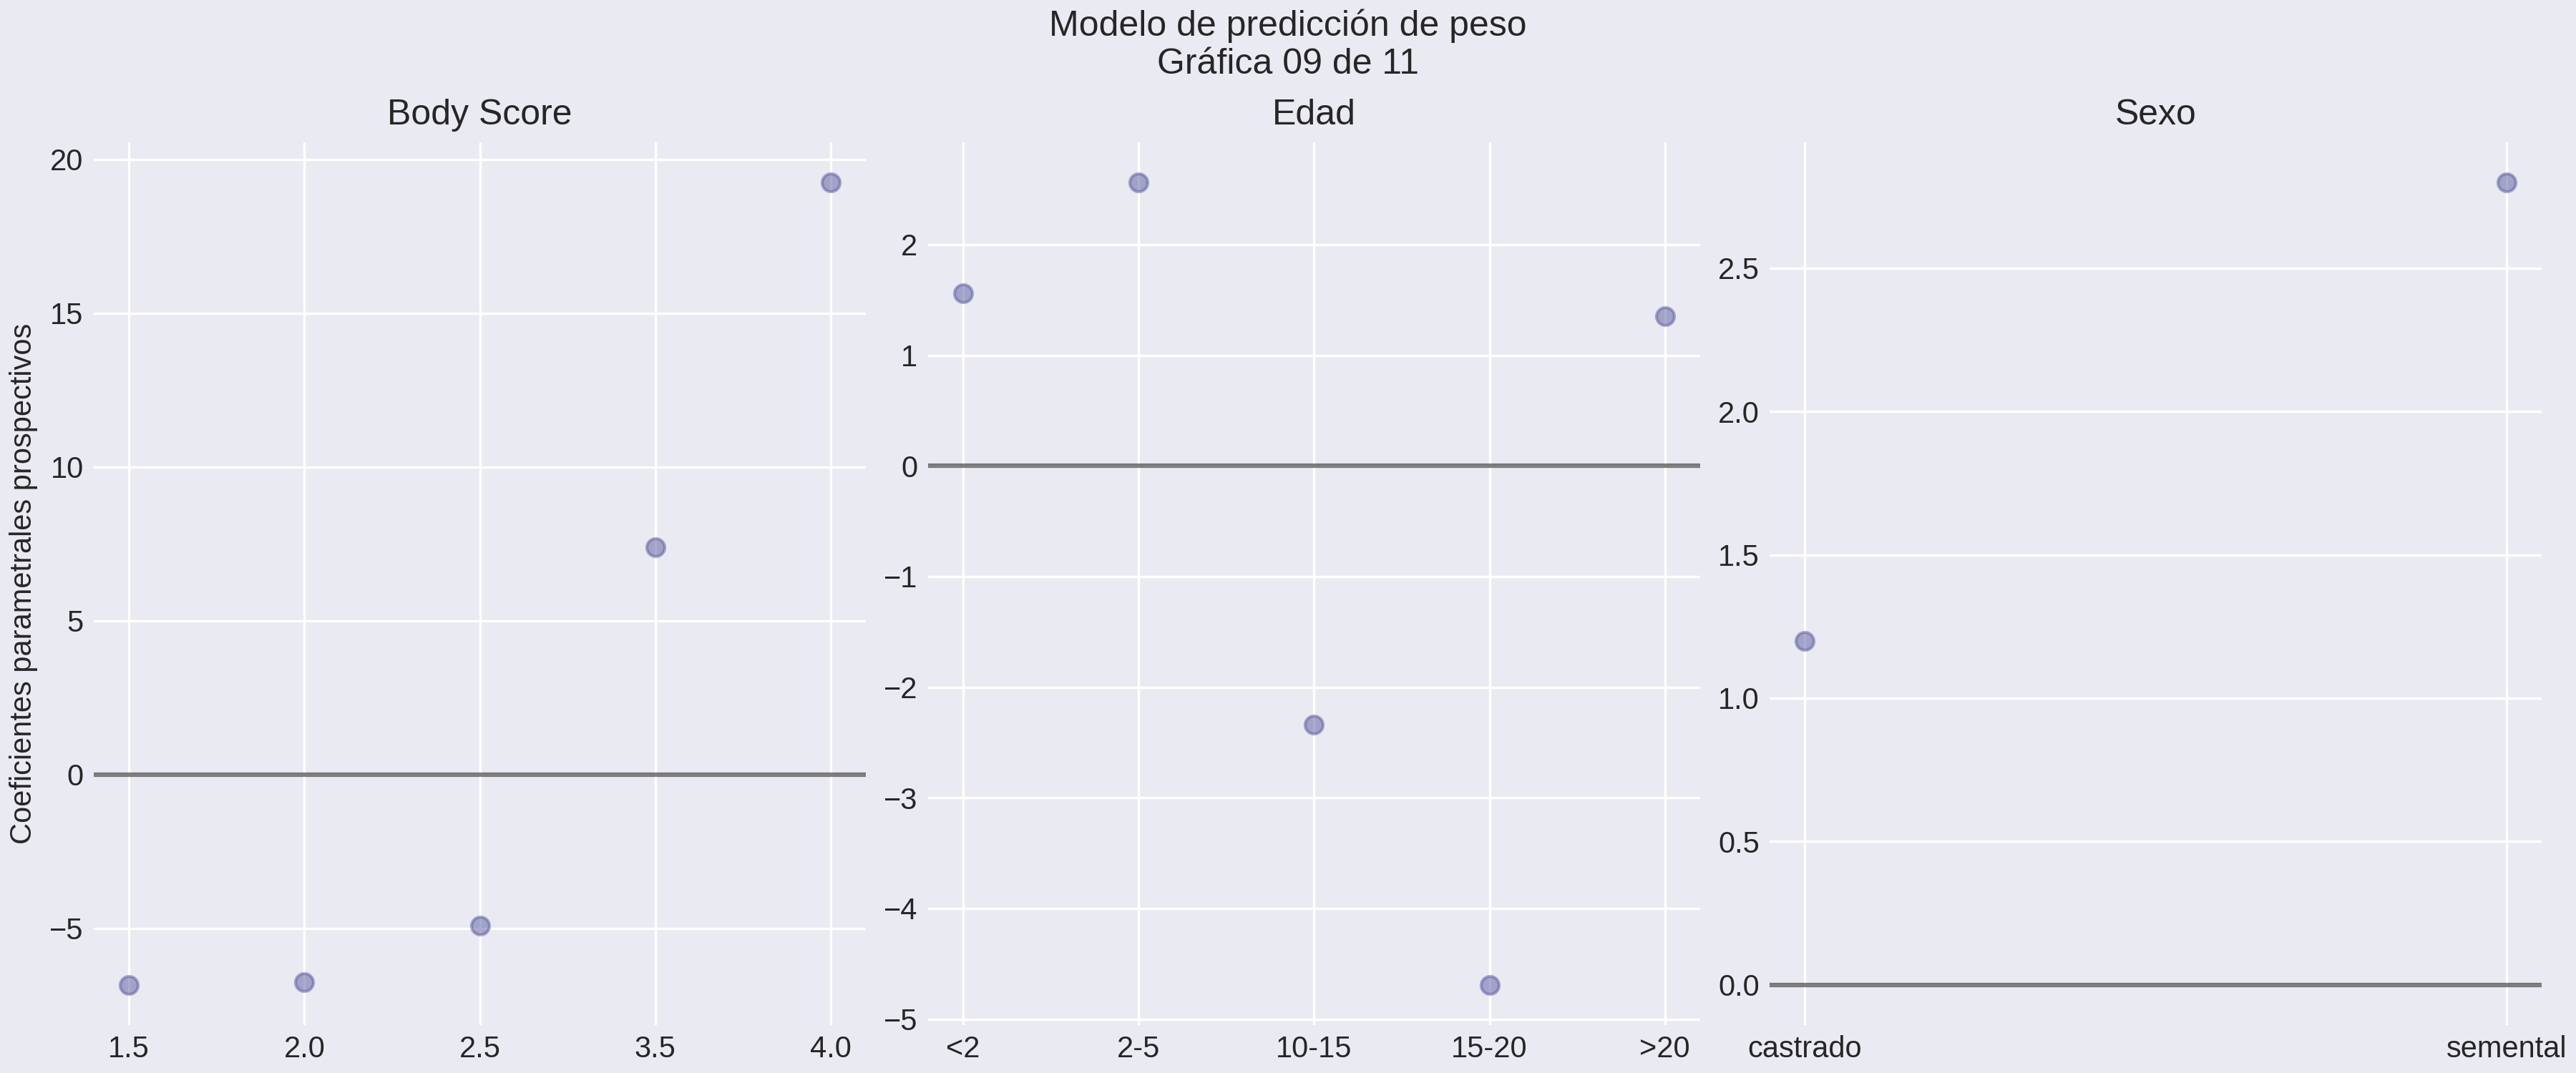 Modelo de predicción de peso
Gráfica 09 de 11
Body Score
Edad
Sexo
Coeficientes parametrales prospectivos
20
15
10
5
0
−5
1.5 2.0 2.5 3.5 4.0
2
1
0
−1
−2
−3
−4
−5
<2 2-5 10-15 15-20 >20
2.5
2.0
1.5
1.0
0.5
0.0
castrado semental